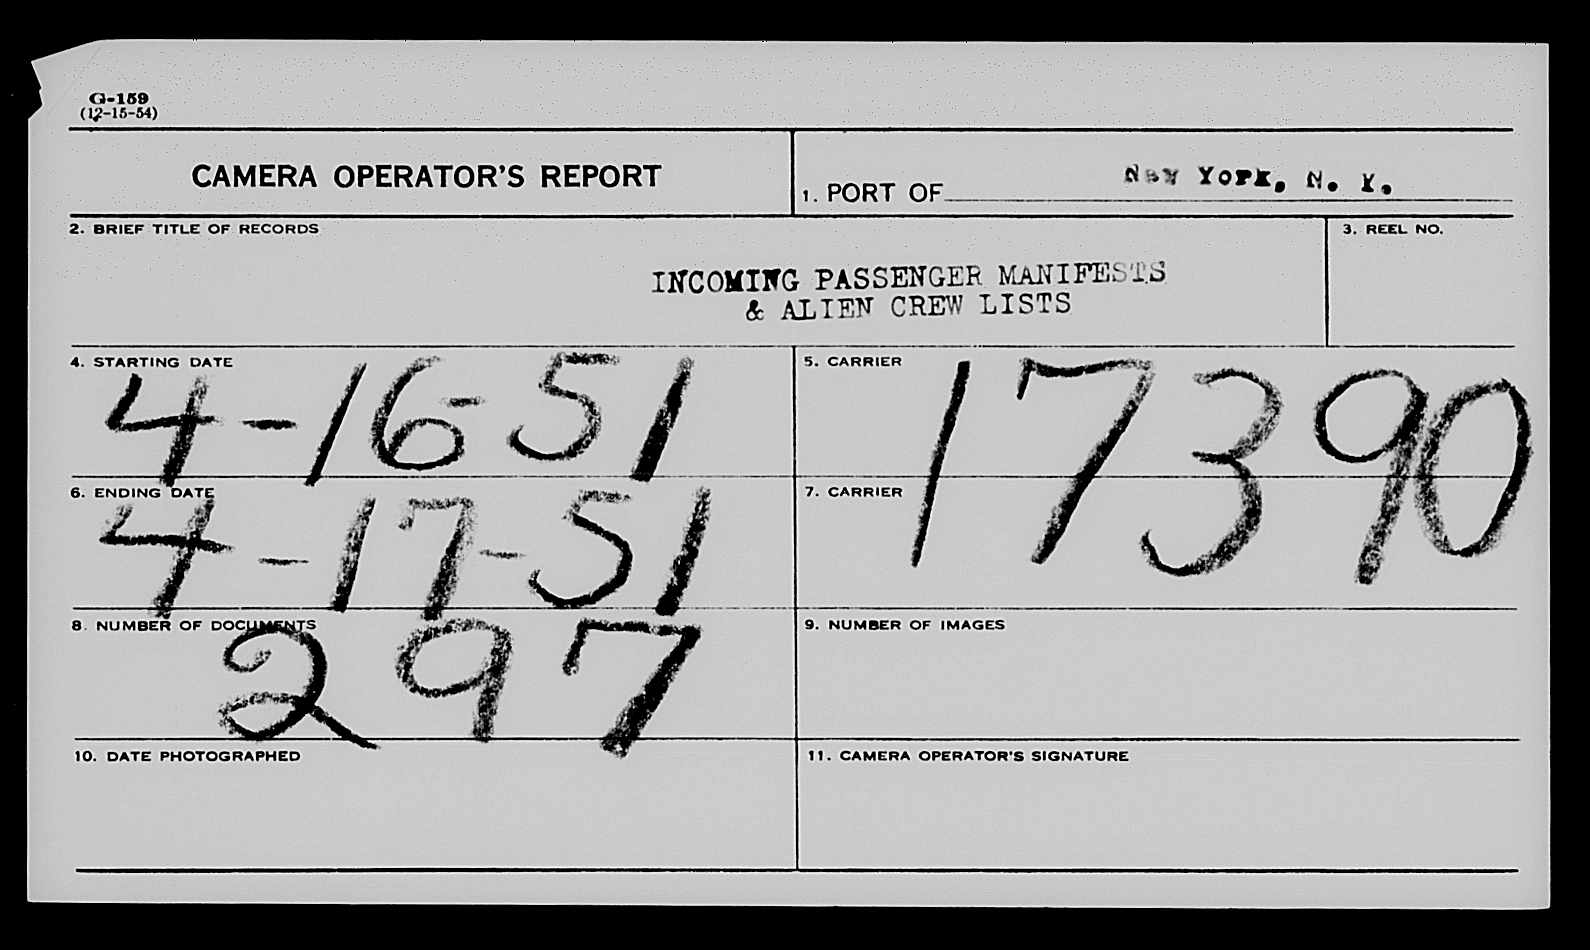 G-159
(12-15-54)
CAMERA OPERATOR'S REPORT
1. PORT OF New York, N. Y.
2. BRIEF TITLE OF RECORDS
3. REEL NO.
INCOMING PASSENGER MANIFESTS
& ALIEN CREW LISTS
4. STARTING DATE
4-16-51
5. CARRIER
17390
6. ENDING DATE
4-17-51
7. CARRIER
8. NUMBER OF DOCUMENTS
297
9. NUMBER OF IMAGES
10. DATE PHOTOGRAPHED
11. CAMERA OPERATOR'S SIGNATURE